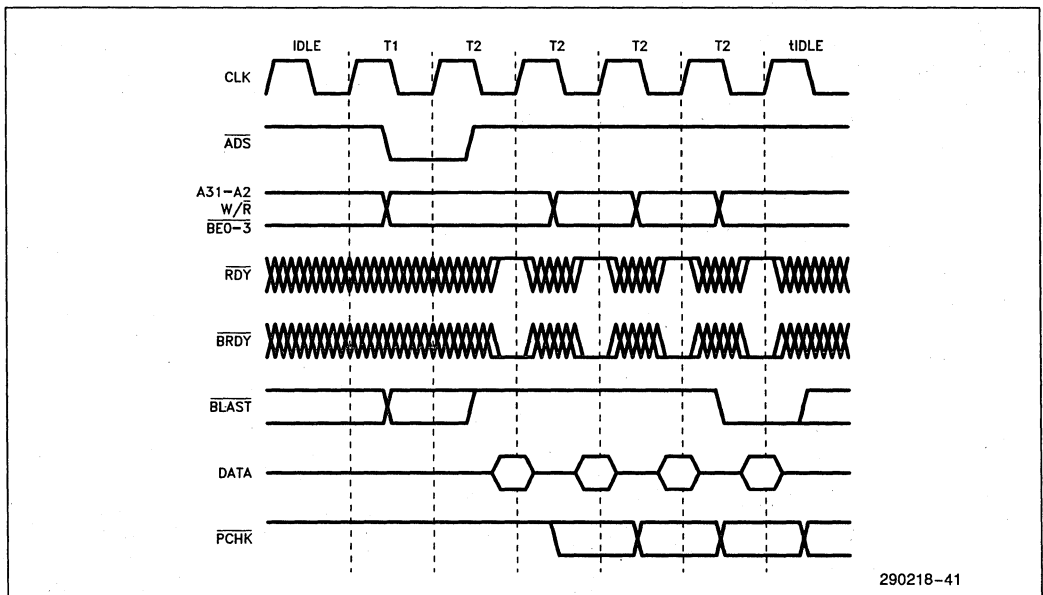 IDLE T1 T2 T2 T2 T2 tIDLE
CLK
ADS
A31-A2
W/R
BE0-3
RDY
BRDY
BLAST
DATA
PCHK
290218-41